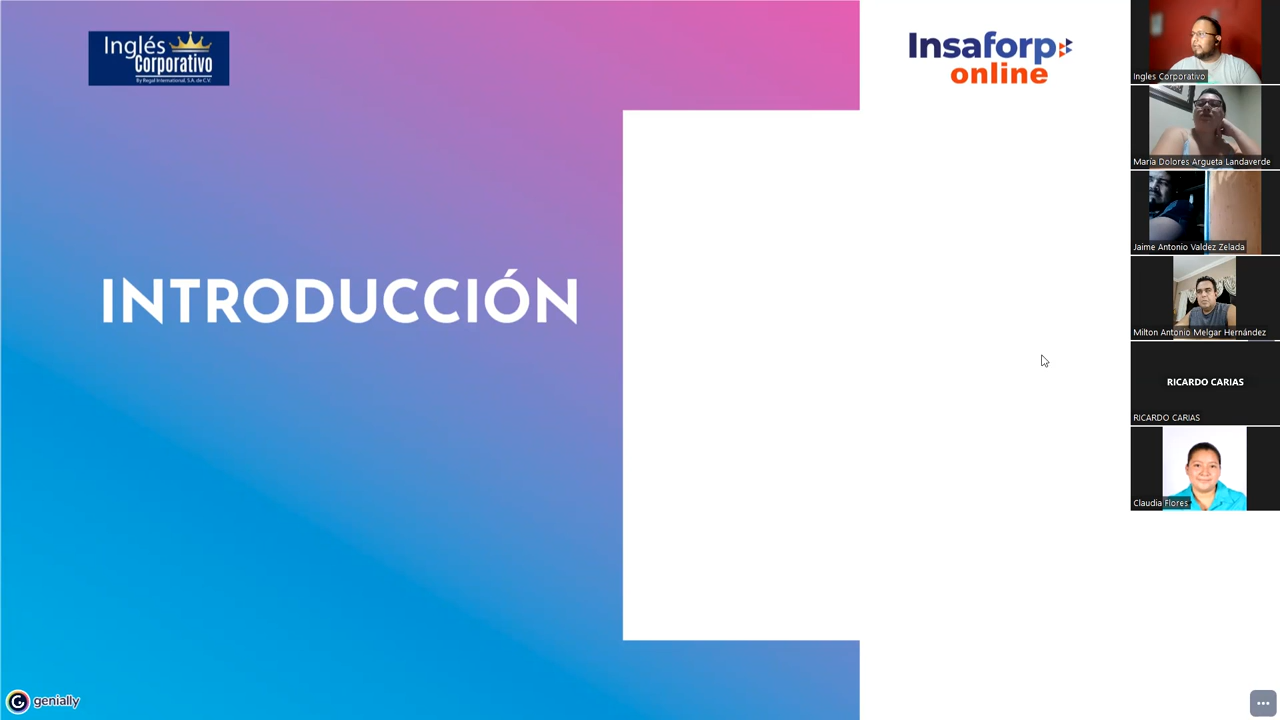 Inglés
Corporativo
By Regal International, S.A. de C.V.
Insaforp
online
INTRODUCCIÓN
genially
Ingles Corporativo
María Dolores Argueta Landaverde
Jaime Antonio Valdez Zelada
Milton Antonio Melgar Hernández
RICARDO CARIAS
RICARDO CARIAS
Claudia Flores